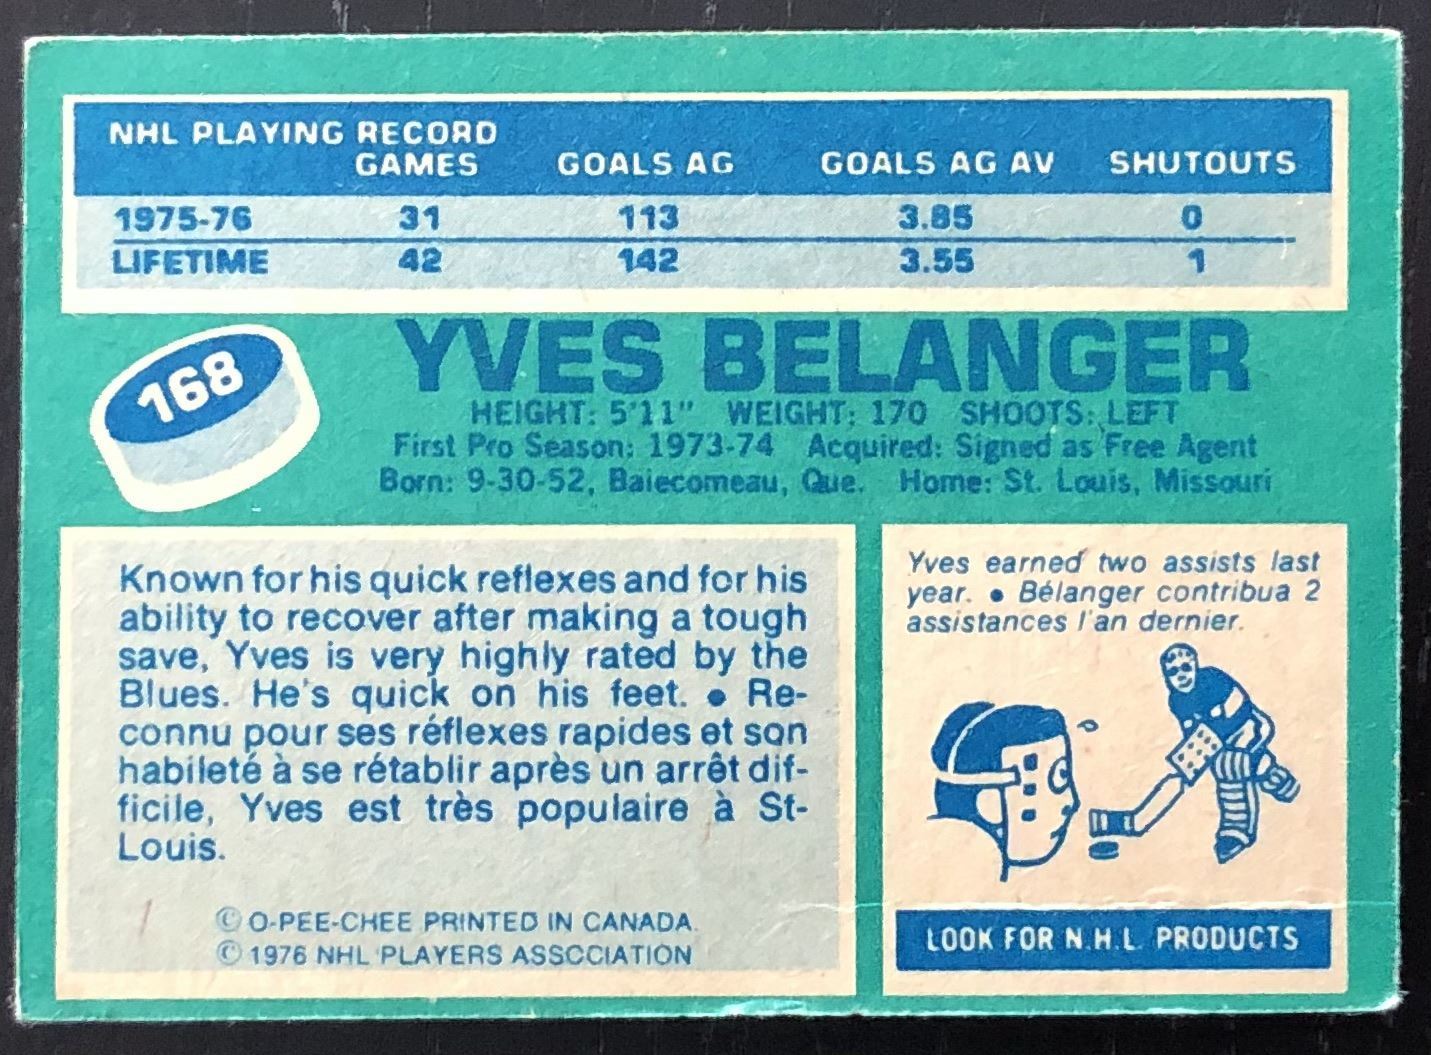 NHL PLAYING RECORD
GAMES GOALS AG GOALS AG AV SHUTOUTS
1975-76 31 113 3.85 0
LIFETIME 42 142 3.55 1
168
YVES BELANGER
HEIGHT: 5'11" WEIGHT: 170 SHOOTS: LEFT
First Pro Season: 1973-74 Acquired: Signed as Free Agent
Born: 9-30-52, Baiecomeau, Que. Home: St. Louis, Missouri
Known for his quick reflexes and for his
ability to recover after making a tough
save, Yves is very highly rated by the
Blues. He's quick on his feet. • Re-
connu pour ses réflexes rapides et son
habileté à se rétablir après un arrêt dif-
ficile, Yves est très populaire à St-
Louis.
© O-PEE-CHEE PRINTED IN CANADA
© 1976 NHL PLAYERS ASSOCIATION
Yves earned two assists last
year. • Bélanger contribua 2
assistances l'an dernier.
LOOK FOR N.H.L. PRODUCTS